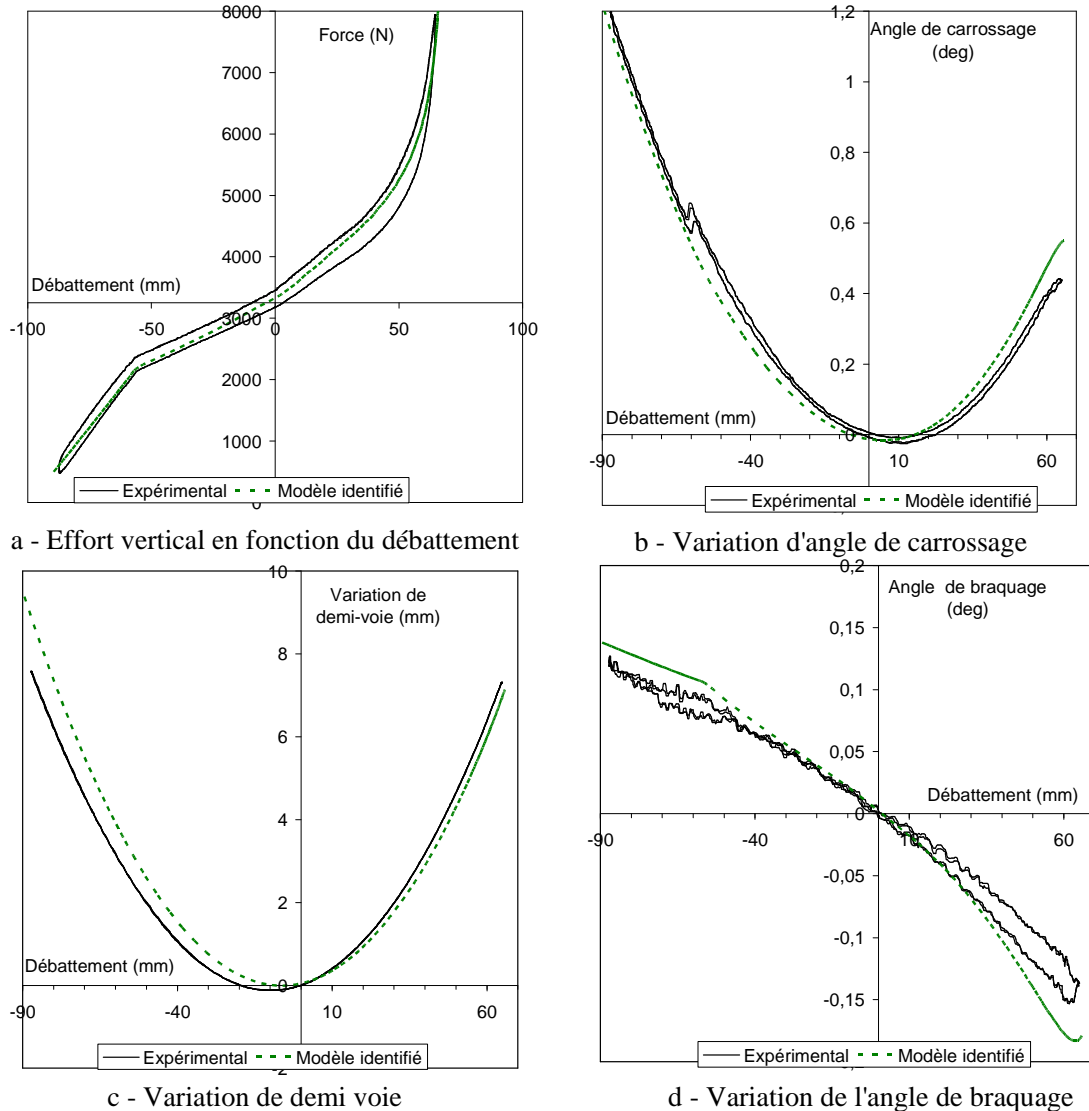 8000
Force (N)
7000
6000
5000
4000
Débattement (mm)
3000
-100
-50
0
50
100
2000
1000
Expérimental
Modèle identifié
0
a - Effort vertical en fonction du débattement
1,2
Angle de carrossage
(deg)
1
0,8
0,6
0,4
0,2
Débattement (mm)
0
-90
-40
10
60
Expérimental
Modèle identifié
b - Variation d'angle de carrossage
10
Variation de
demi-voie (mm)
8
6
4
2
Débattement (mm)
0
-90
-40
10
60
Expérimental
Modèle identifié
-2
c - Variation de demi voie
0,2
Angle de braquage
(deg)
0,15
0,1
0,05
Débattement (mm)
0
-90
-40
10
60
-0,05
-0,1
-0,15
Expérimental
Modèle identifié
d - Variation de l'angle de braquage